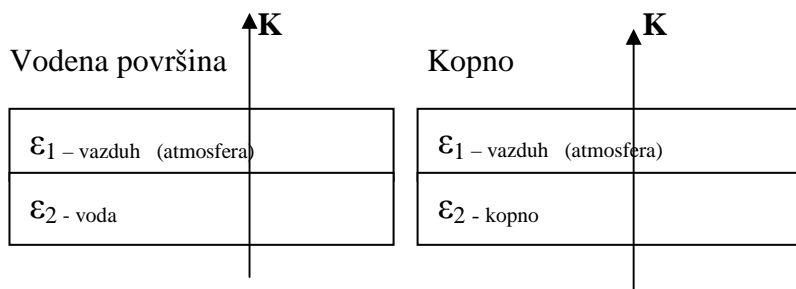 K
Vodena površina
ε1 – vazduh (atmosfera)
ε2 - voda
K
Kopno
ε1 – vazduh (atmosfera)
ε2 - kopno